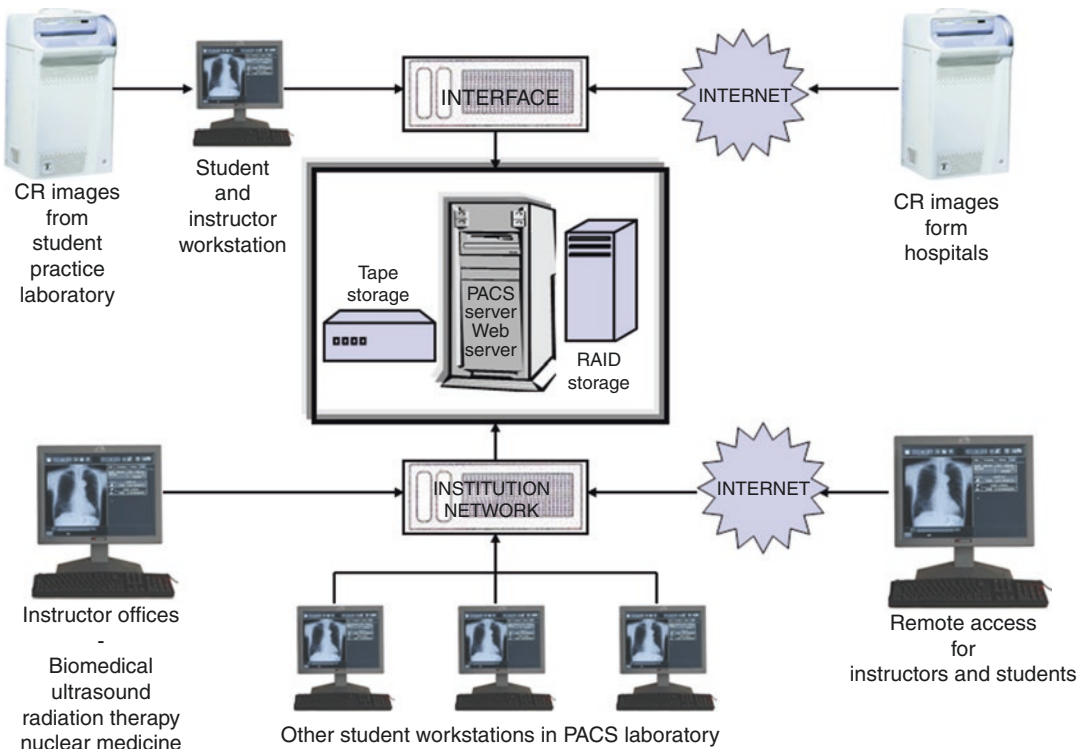 CR images
from
student
practice
laboratory
Student
and
instructor
workstation
INTERFACE
INTERNET
CR images
form
hospitals
Tape
storage
PACS
server
Web
server
RAID
storage
INSTITUTION
NETWORK
INTERNET
Instructor offices
-
Biomedical
ultrasound
radiation therapy
nuclear medicine
Other student workstations in PACS laboratory
Remote access
for
instructors and students